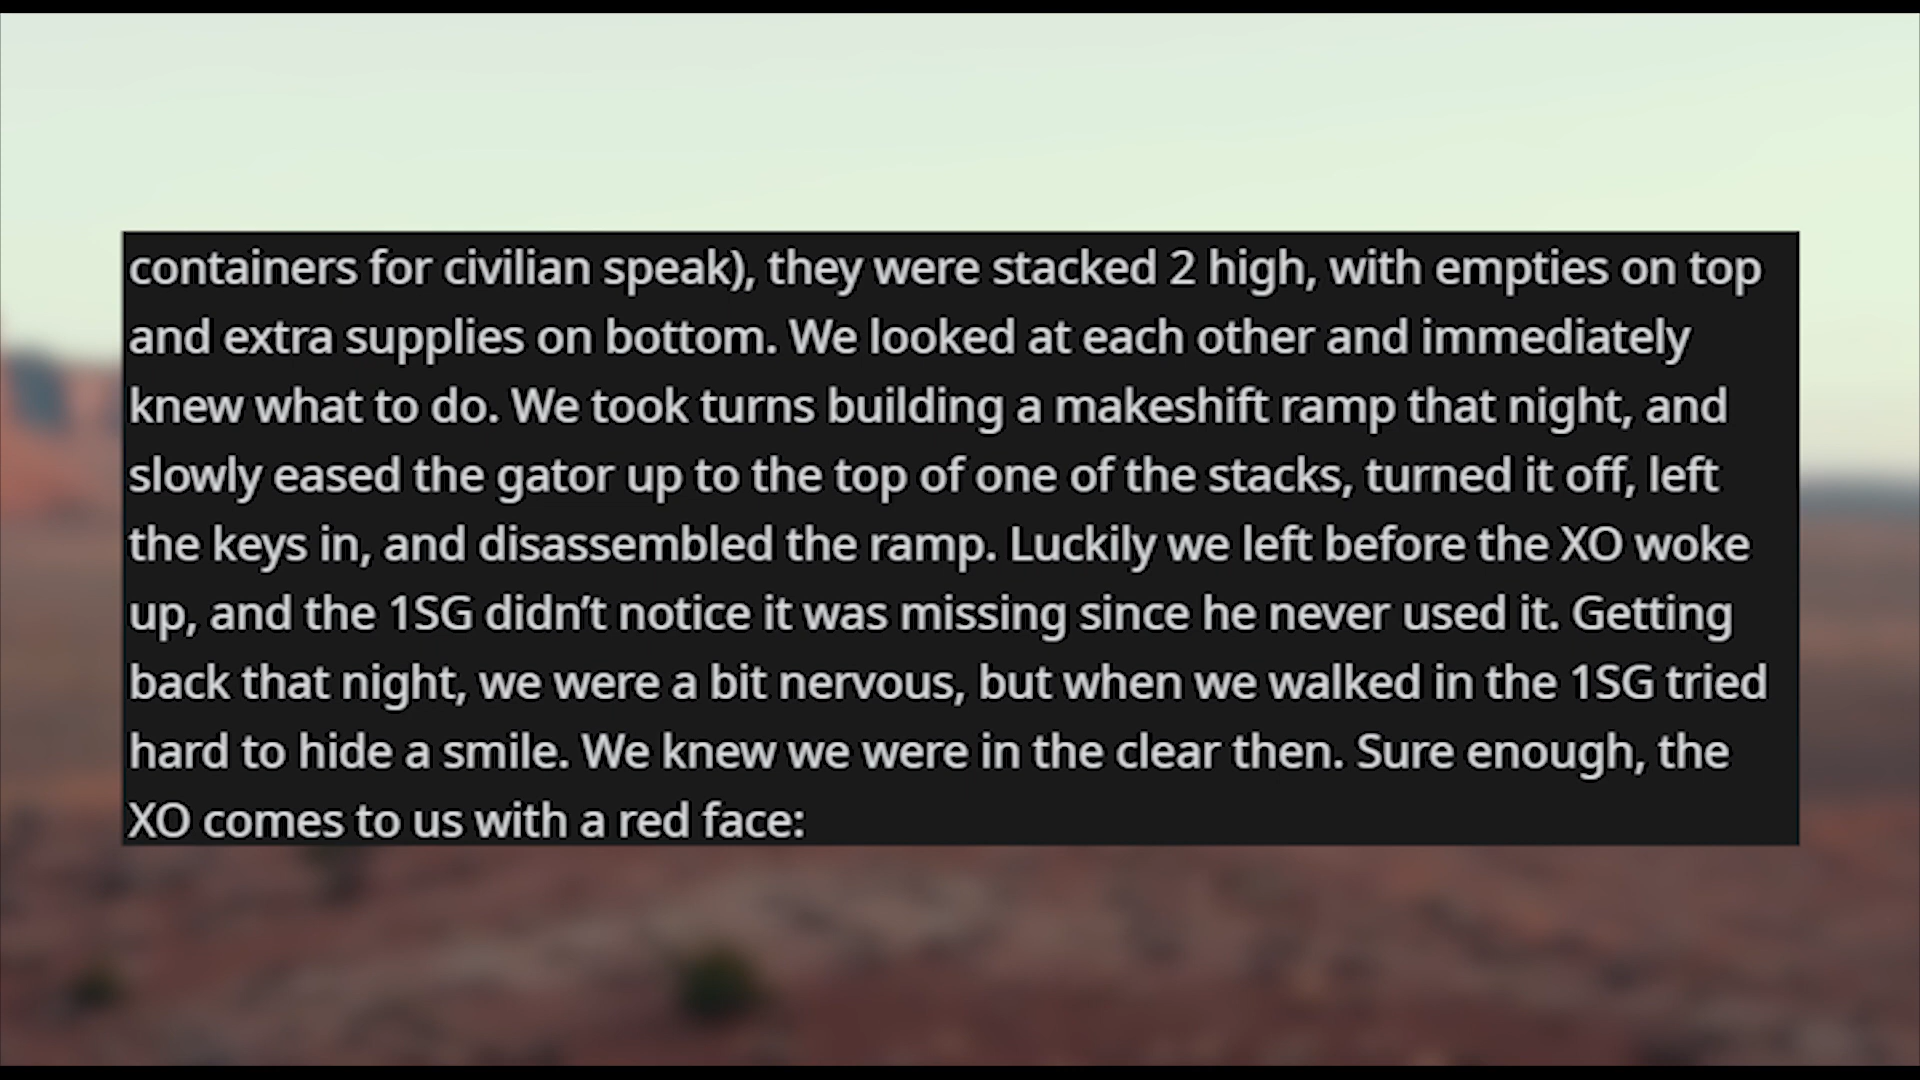 containers for civilian speak), they were stacked 2 high, with empties on top
and extra supplies on bottom. We looked at each other and immediately
knew what to do. We took turns building a makeshift ramp that night, and
slowly eased the gator up to the top of one of the stacks, turned it off, left
the keys in, and disassembled the ramp. Luckily we left before the XO woke
up, and the 1SG didn’t notice it was missing since he never used it. Getting
back that night, we were a bit nervous, but when we walked in the 1SG tried
hard to hide a smile. We knew we were in the clear then. Sure enough, the
XO comes to us with a red face: